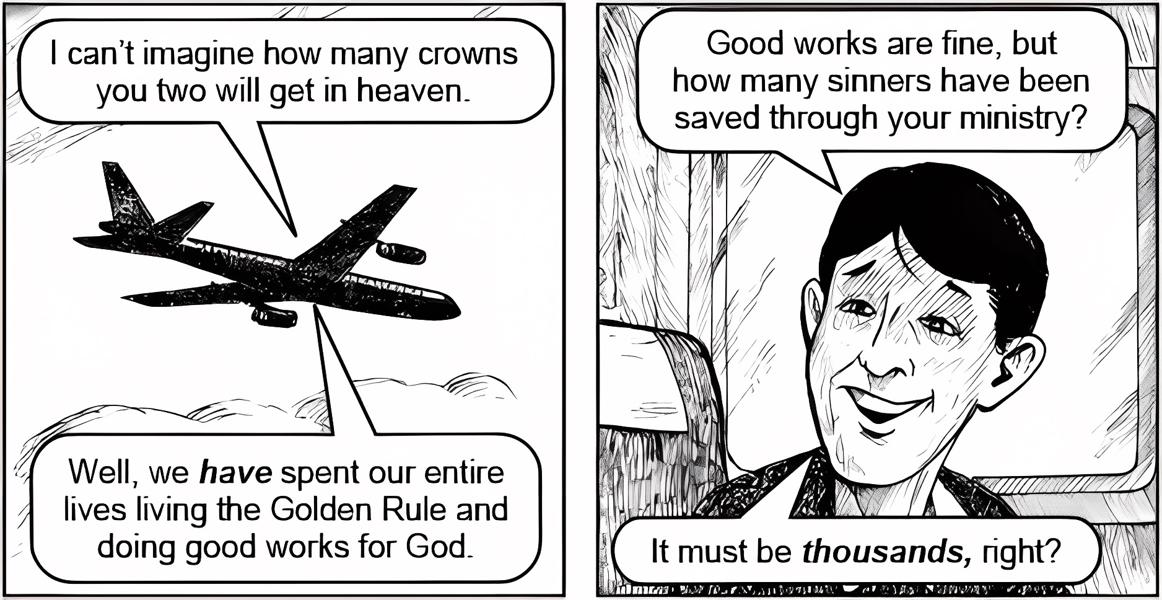 I can't imagine how many crowns
you two will get in heaven.
Well, we have spent our entire
lives living the Golden Rule and
doing good works for God.
Good works are fine, but
how many sinners have been
saved through your ministry?
It must be thousands, right?